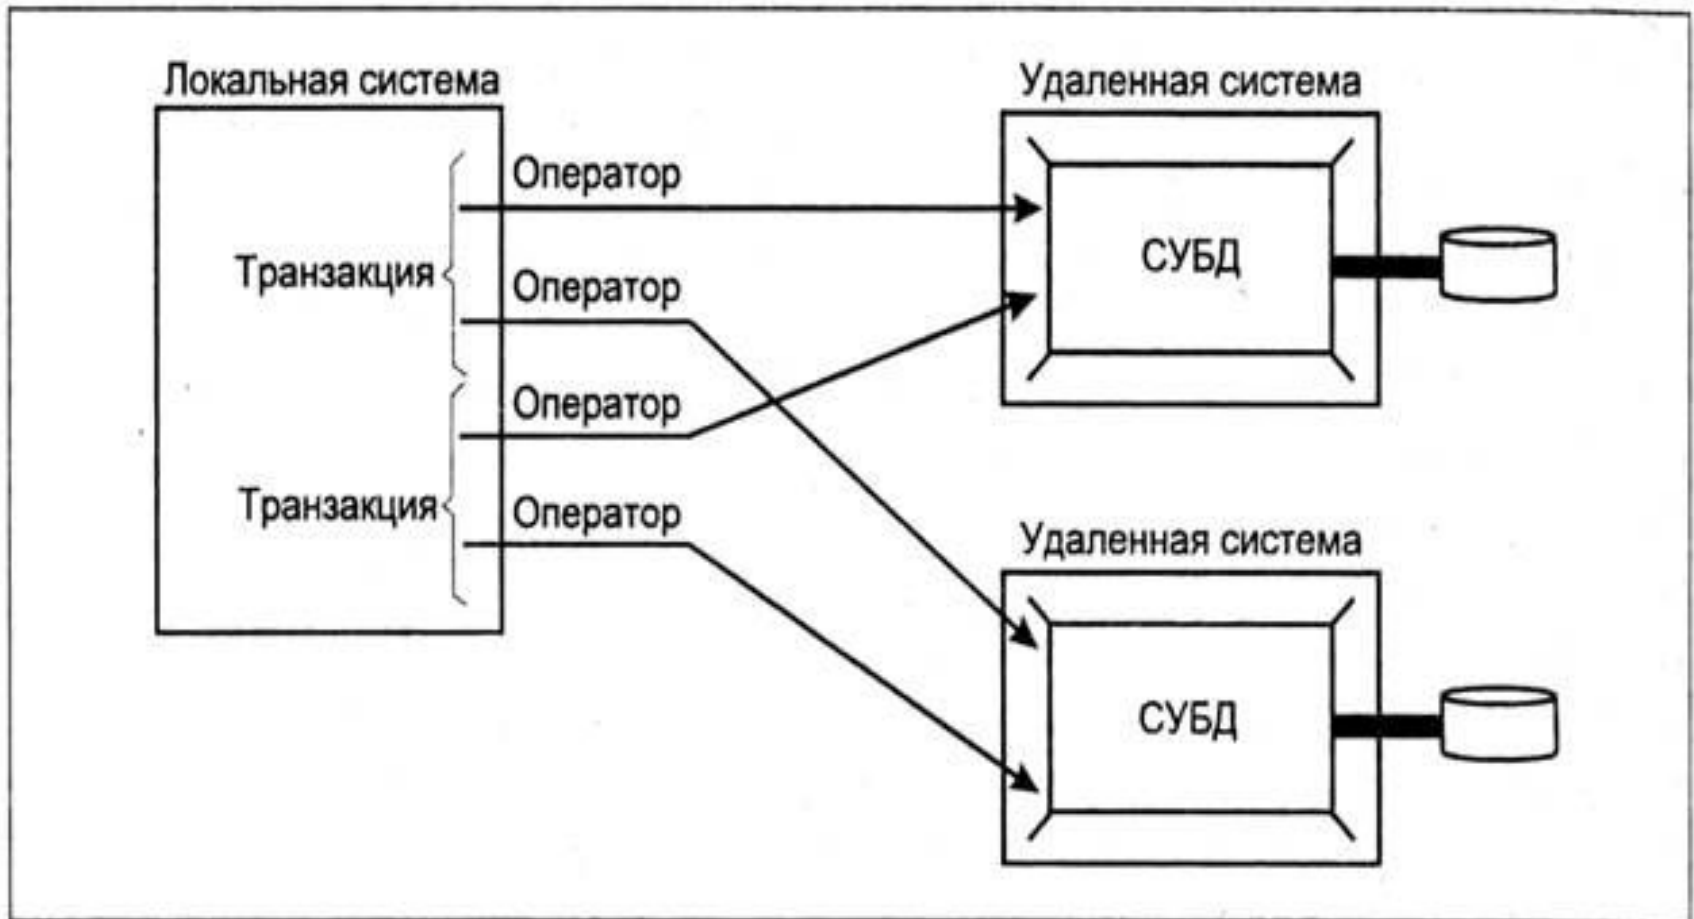 Локальная система
Удаленная система
Оператор
СУБД
Транзакция
Оператор
Оператор
Транзакция
Оператор
Удаленная система
СУБД